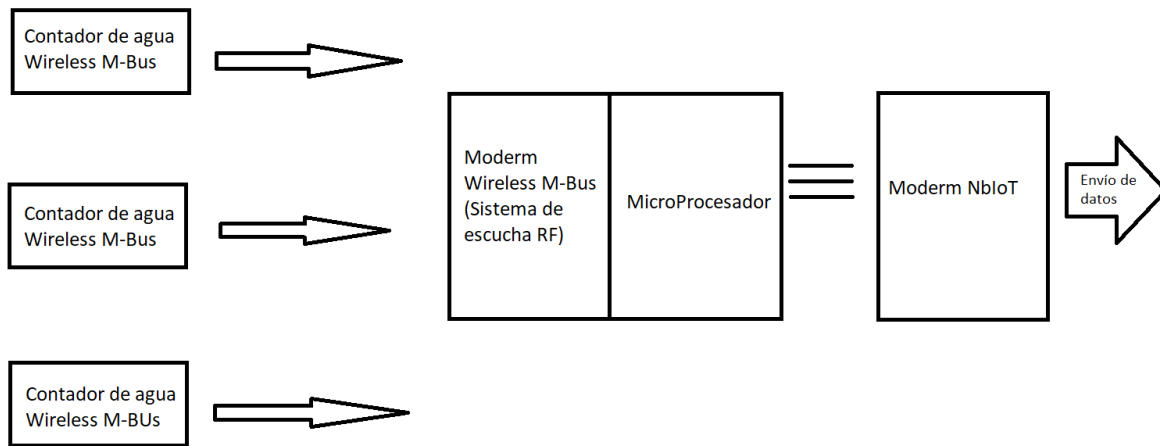 Contador de agua
Wireless M-Bus
Contador de agua
Wireless M-Bus
Contador de agua
Wireless M-BUs
Moderm
Wireless M-Bus
(Sistema de
escucha RF)
MicroProcesador
Moderm NbIoT
Envío de
datos